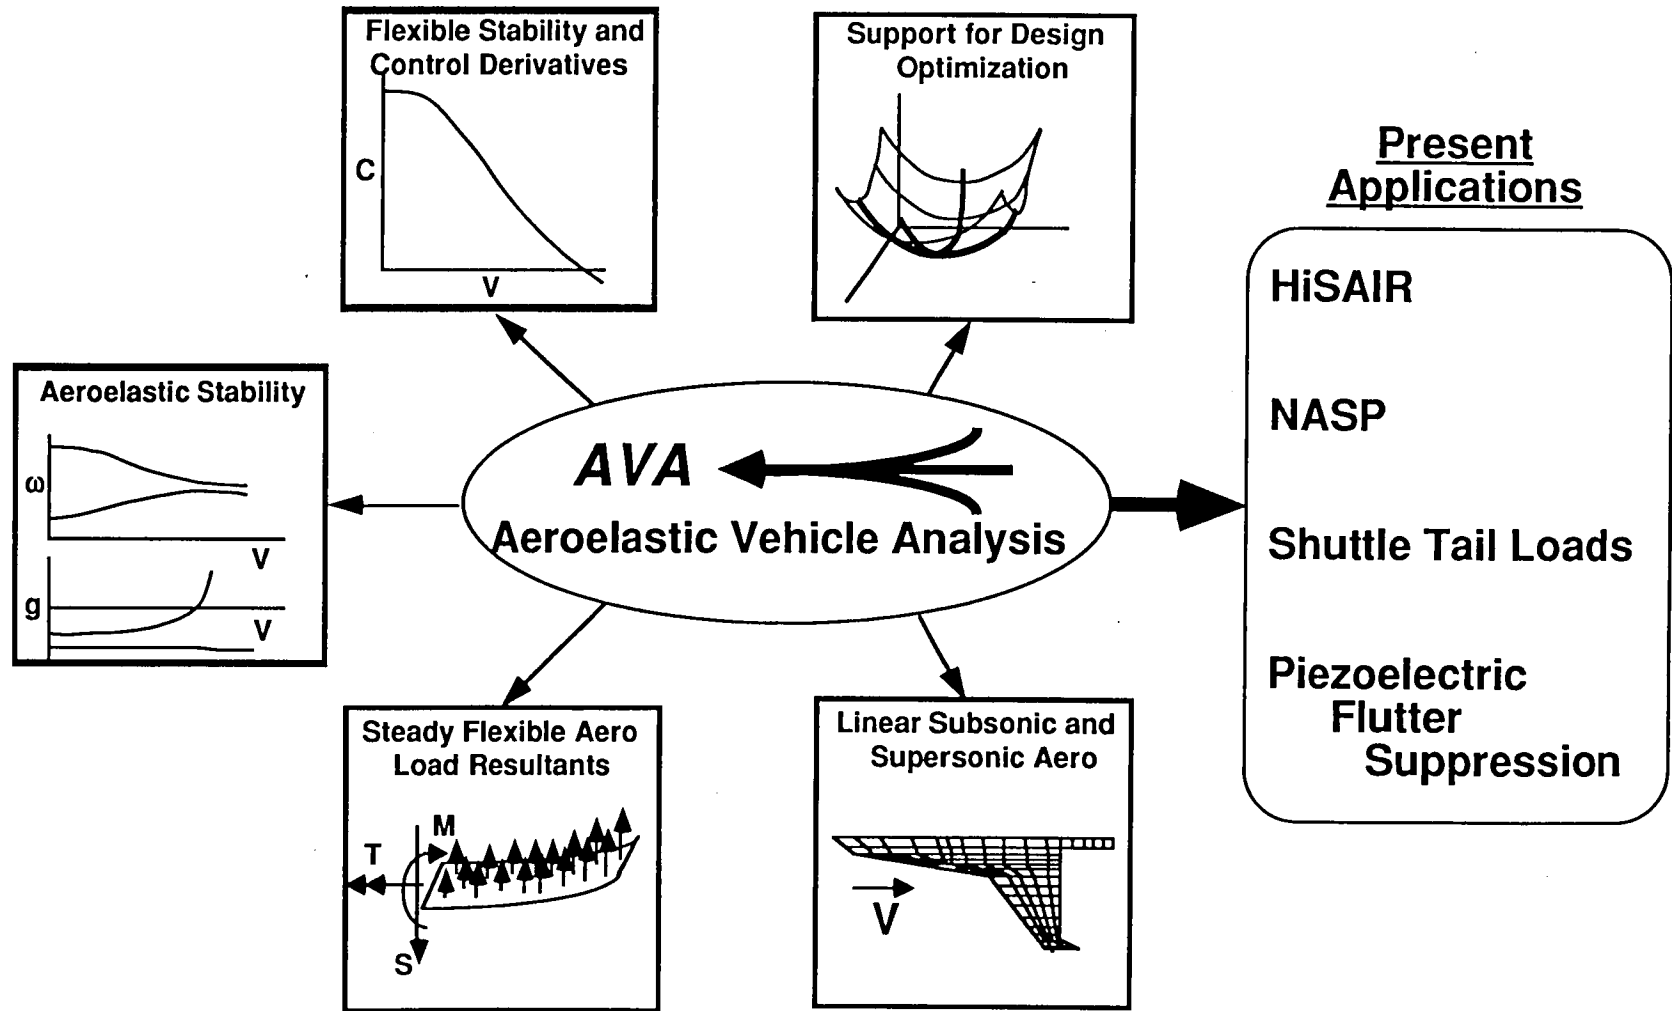 Flexible Stability and
Control Derivatives
C
V
Support for Design
Optimization
Present
Applications
HiSAIR
NASP
Shuttle Tail Loads
Piezoelectric
Flutter
Suppression
Aeroelastic Stability
ω
V
g
V
AVA
Aeroelastic Vehicle Analysis
Steady Flexible Aero
Load Resultants
M
T
S
Linear Subsonic and
Supersonic Aero
V